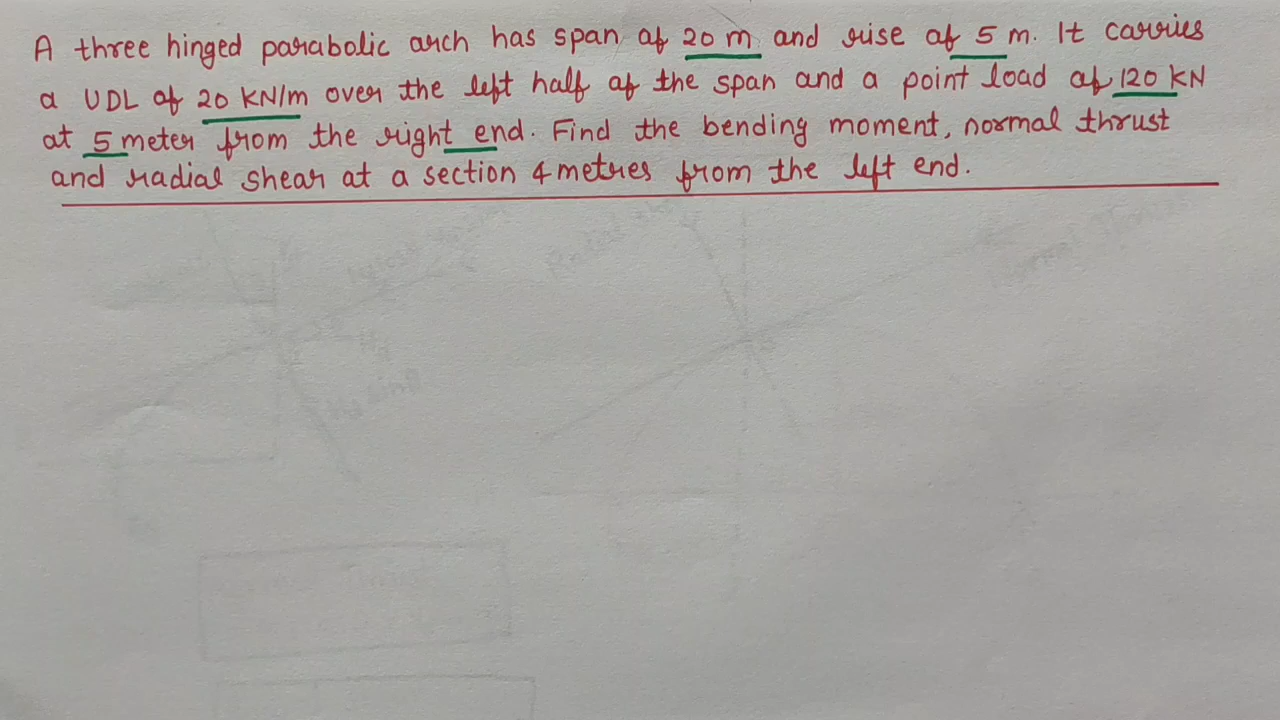 A three hinged parabolic arch has span of 20 m and rise of 5 m. It carries
a UDL of 20 KN/m over the left half of the span and a point load of 120 KN
at 5 meter from the right end. Find the bending moment, normal thrust
and radial shear at a section 4 metres from the left end.